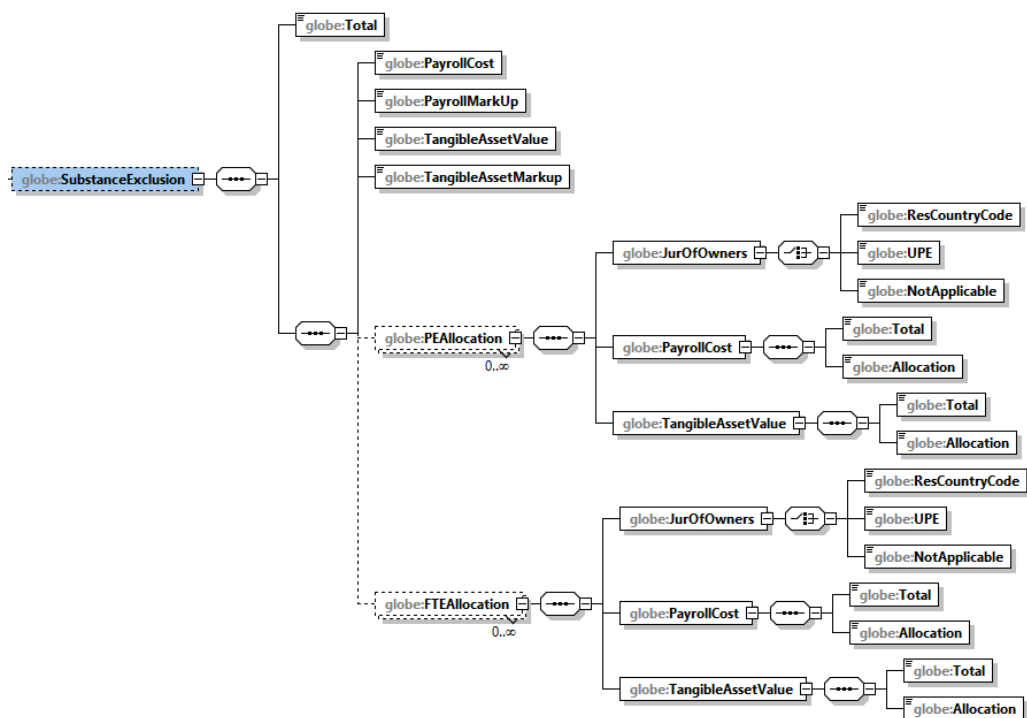 globe:Total
globe:PayrollCost
globe:PayrollMarkUp
globe:TangibleAssetValue
globe:TangibleAssetMarkup
globe:SubstanceExclusion
globe:JurOfOwners
globe:ResCountryCode
globe:UPE
globe:NotApplicable
globe:PEAllocation
0..∞
globe:PayrollCost
globe:Total
globe:Allocation
globe:TangibleAssetValue
globe:Total
globe:Allocation
globe:JurOfOwners
globe:ResCountryCode
globe:UPE
globe:NotApplicable
globe:FTEAllocation
0..∞
globe:PayrollCost
globe:Total
globe:Allocation
globe:TangibleAssetValue
globe:Total
globe:Allocation